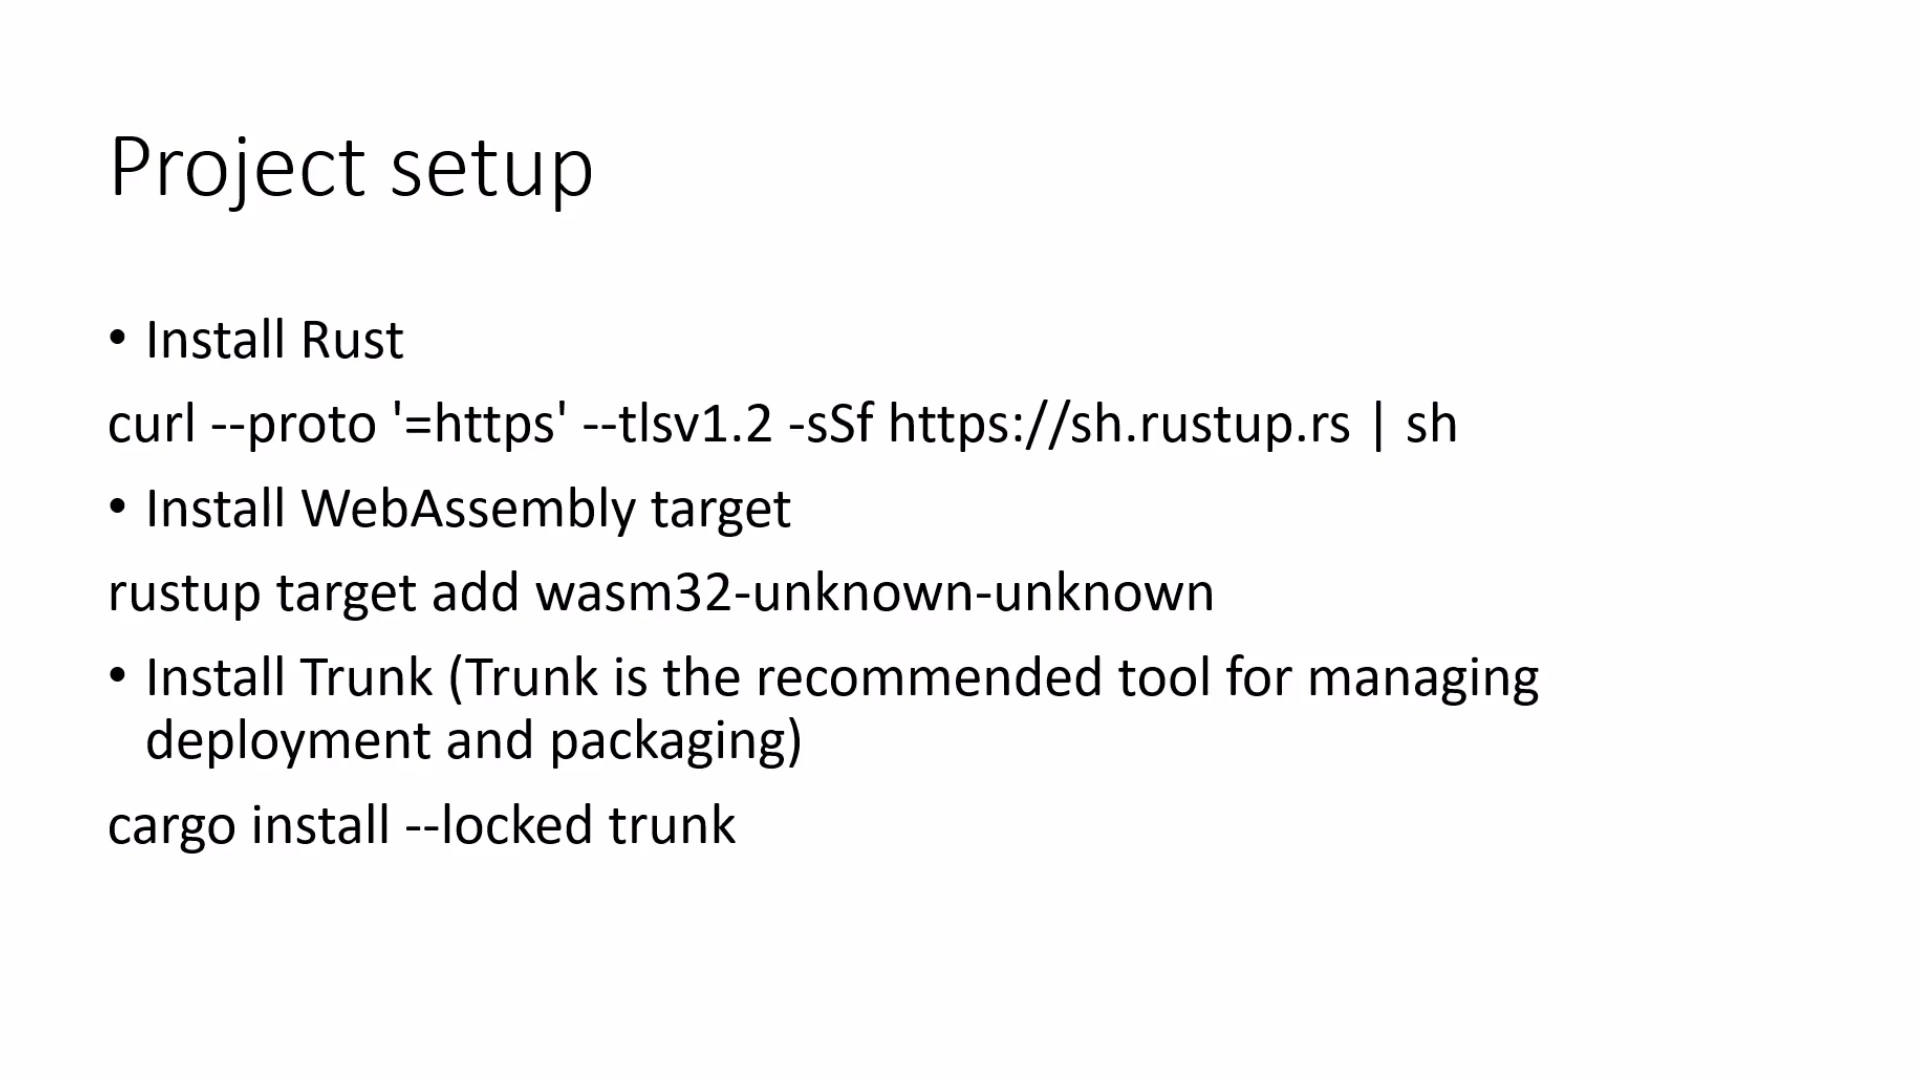 Project setup
• Install Rust
curl --proto '=https' --tlsv1.2 -sSf https://sh.rustup.rs | sh
• Install WebAssembly target
rustup target add wasm32-unknown-unknown
• Install Trunk (Trunk is the recommended tool for managing
deployment and packaging)
cargo install --locked trunk